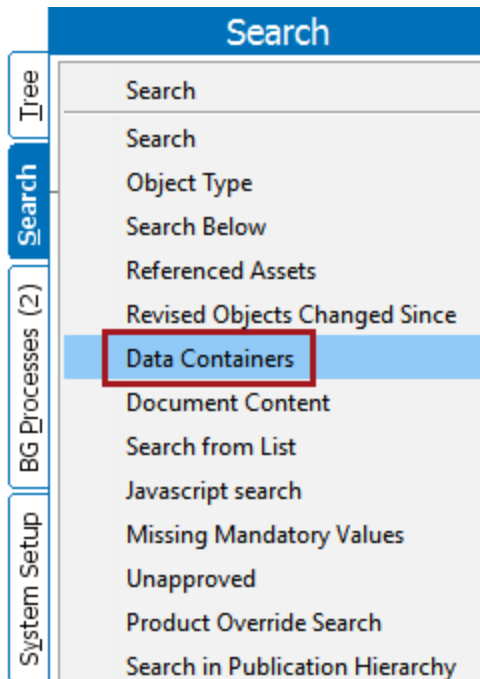 Search
Tree
Search
BG Processes (2)
System Setup
Search
Search
Object Type
Search Below
Referenced Assets
Revised Objects Changed Since
Data Containers
Document Content
Search from List
Javascript search
Missing Mandatory Values
Unapproved
Product Override Search
Search in Publication Hierarchy